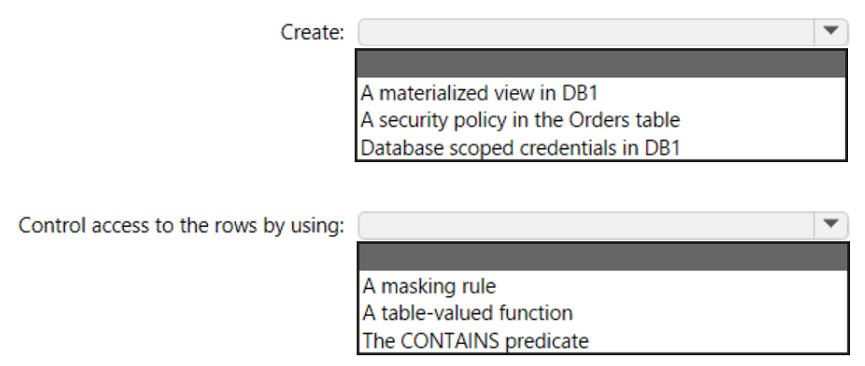 Create:
A materialized view in DB1
A security policy in the Orders table
Database scoped credentials in DB1
Control access to the rows by using:
A masking rule
A table-valued function
The CONTAINS predicate